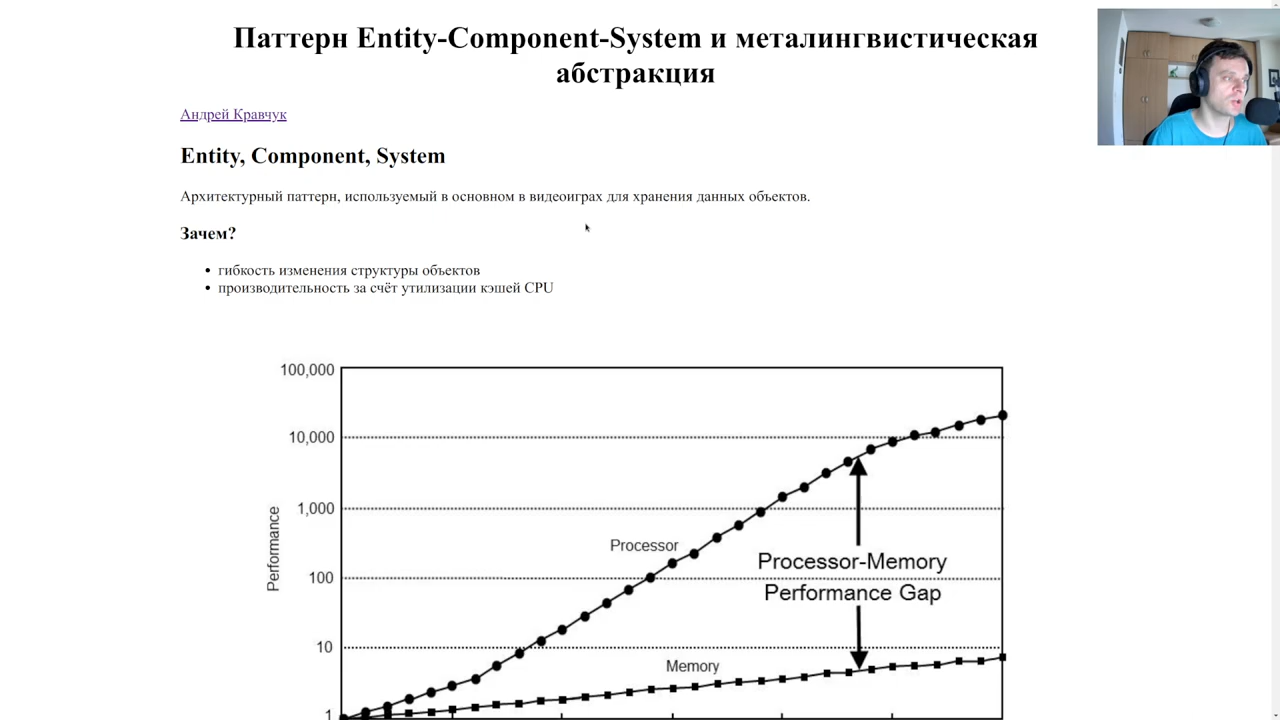 Паттерн Entity-Component-System и металингвистическая
абстракция
Андрей Кравчук
Entity, Component, System
Архитектурный паттерн, используемый в основном в видеоиграх для хранения данных объектов.
Зачем?
• гибкость изменения структуры объектов
• производительность за счёт утилизации кэшей CPU
100,000
10,000
1,000
100
10
1
Performance
Processor
Processor-Memory
Performance Gap
Memory